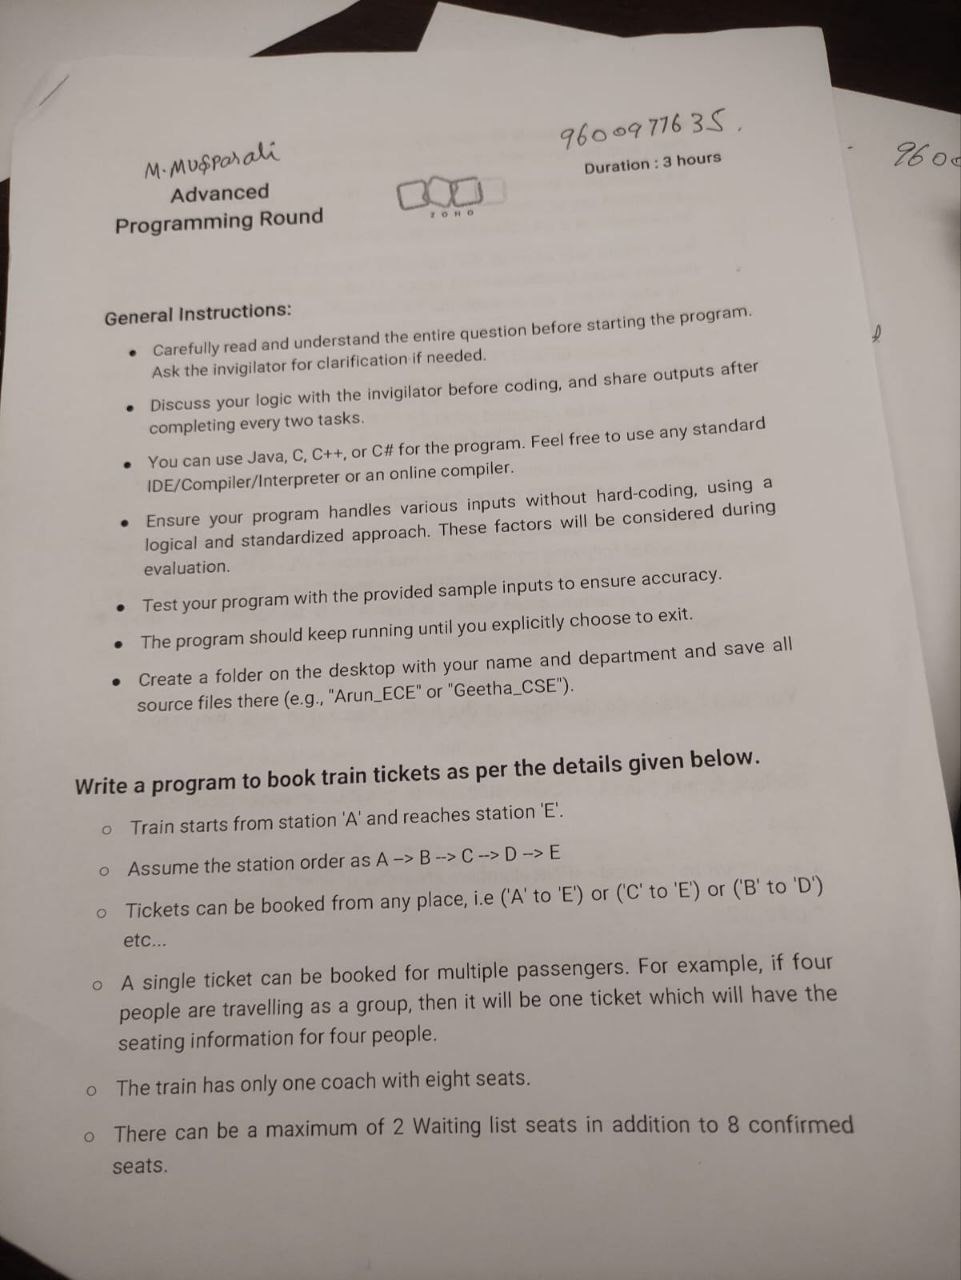 M. Musparali
9600977635.
960
Advanced
Programming Round
ZOHO
Duration : 3 hours
General Instructions:
• Carefully read and understand the entire question before starting the program.
Ask the invigilator for clarification if needed.
• Discuss your logic with the invigilator before coding, and share outputs after
completing every two tasks.
• You can use Java, C, C++, or C# for the program. Feel free to use any standard
IDE/Compiler/Interpreter or an online compiler.
• Ensure your program handles various inputs without hard-coding, using a
logical and standardized approach. These factors will be considered during
evaluation.
• Test your program with the provided sample inputs to ensure accuracy.
• The program should keep running until you explicitly choose to exit.
• Create a folder on the desktop with your name and department and save all
source files there (e.g., "Arun_ECE" or "Geetha_CSE").
Write a program to book train tickets as per the details given below.
○ Train starts from station 'A' and reaches station 'E'.
○ Assume the station order as A --> B --> C --> D --> E
○ Tickets can be booked from any place, i.e ('A' to 'E') or ('C' to 'E') or ('B' to 'D')
etc...
○ A single ticket can be booked for multiple passengers. For example, if four
people are travelling as a group, then it will be one ticket which will have the
seating information for four people.
○ The train has only one coach with eight seats.
○ There can be a maximum of 2 Waiting list seats in addition to 8 confirmed
seats.